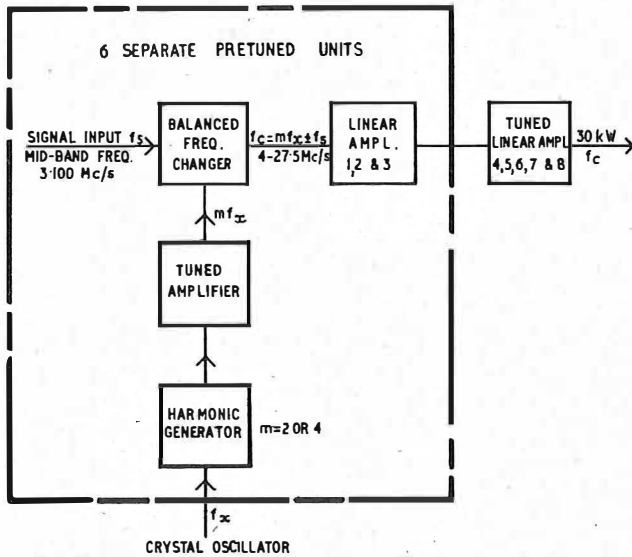 6 SEPARATE PRETUNED UNITS
SIGNAL INPUT fs
MID-BAND FREQ.
3·100 Mc/s
BALANCED
FREQ.
CHANGER
fc=mfx±fs
4-27·5Mc/s
LINEAR
AMPL.
1,2 & 3
TUNED
LINEAR AMPL
4,5,6,7 & 8
30kW
fc
mfx
TUNED
AMPLIFIER
HARMONIC
GENERATOR
m=2 OR 4
fx
CRYSTAL OSCILLATOR